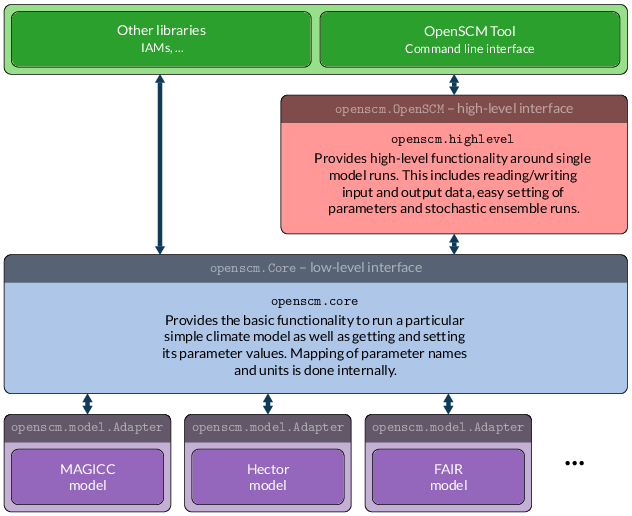 Other libraries
IAMs, ...
OpenSCM Tool
Command line interface
openscm.OpenSCM – high-level interface
openscm.highlevel
Provides high-level functionality around single
model runs. This includes reading/writing
input and output data, easy setting of
parameters and stochastic ensemble runs.
openscm.Core – low-level interface
openscm.core
Provides the basic functionality to run a particular
simple climate model as well as getting and setting
its parameter values. Mapping of parameter names
and units is done internally.
openscm.model.Adapter
MAGICC
model
openscm.model.Adapter
Hector
model
openscm.model.Adapter
FAIR
model
...